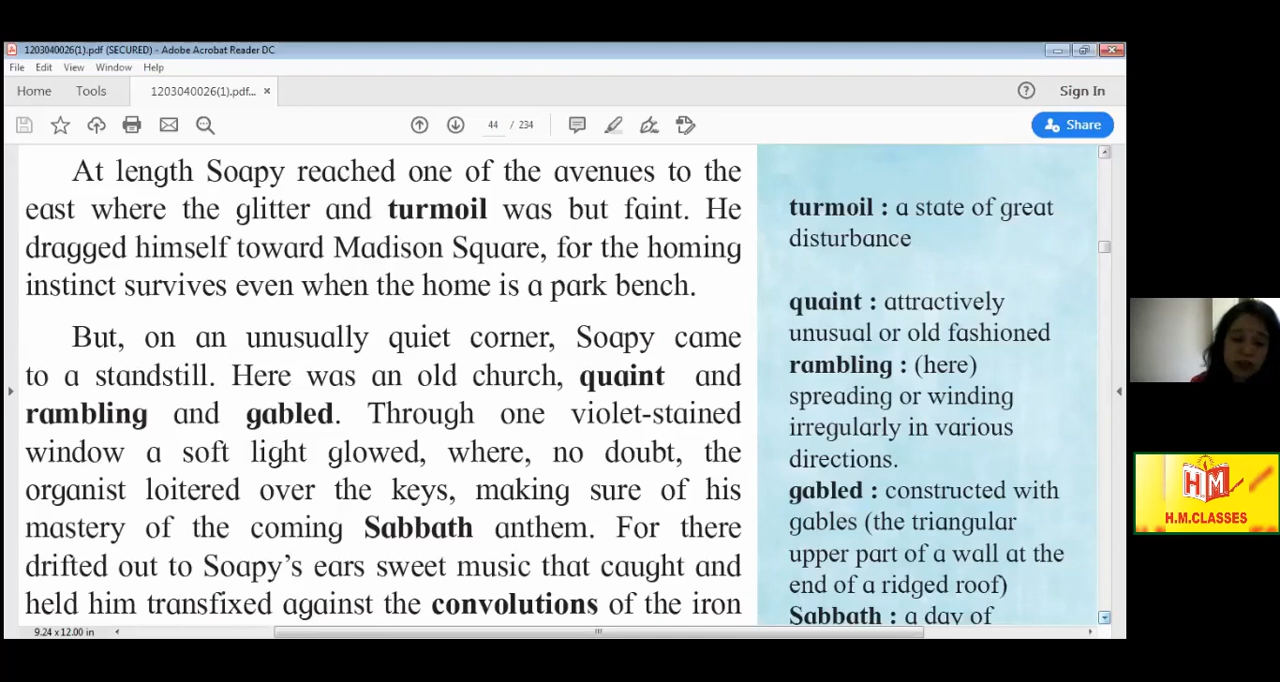 1203040026(1).pdf (SECURED) - Adobe Acrobat Reader DC
File Edit View Window Help
Home Tools 1203040026(1).pdf... × Sign In
44 / 234 Share
At length Soapy reached one of the avenues to the
east where the glitter and turmoil was but faint. He
dragged himself toward Madison Square, for the homing
instinct survives even when the home is a park bench.
But, on an unusually quiet corner, Soapy came
to a standstill. Here was an old church, quaint and
rambling and gabled. Through one violet-stained
window a soft light glowed, where, no doubt, the
organist loitered over the keys, making sure of his
mastery of the coming Sabbath anthem. For there
drifted out to Soapy's ears sweet music that caught and
held him transfixed against the convolutions of the iron
turmoil : a state of great
disturbance
quaint : attractively
unusual or old fashioned
rambling : (here)
spreading or winding
irregularly in various
directions.
gabled : constructed with
gables (the triangular
upper part of a wall at the
end of a ridged roof)
Sabbath : a day of
9.24 x 12.00 in
HM
H.M.CLASSES